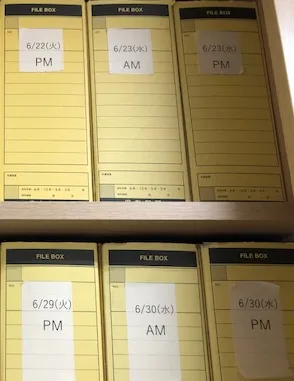 FILE BOX
6/22(火)
PM
FILE BOX
6/23(水)
AM
FILE BOX
6/23(水)
PM
FILE BOX
6/29(火)
PM
FILE BOX
6/30(水)
AM
FILE BOX
6/30(水)
PM